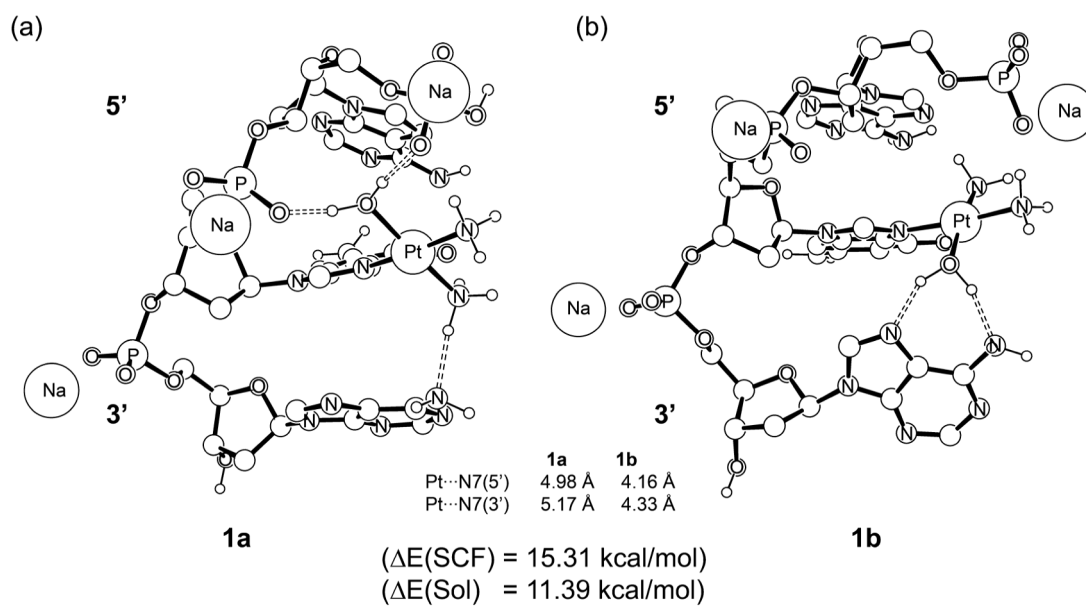 (a)
(b)
5’
5’
Na
O
O
O
O
N
N
N
N
O
N
P
O
O
O
O
Na
N
Pt
O
N
N
N
O
O
P
O
O
Na
3’
O
N
N
N
N
N
O
O
O
O
P
O
Na
O
P
O
Na
N
N
N
N
N
O
N
N
Pt
N
N
O
O
O
O
O
P
Na
O
N
N
O
N
N
N
3’
O
1a 1b
Pt···N7(5’) 4.98 Å 4.16 Å
Pt···N7(3’) 5.17 Å 4.33 Å
1a
1b
(ΔE(SCF) = 15.31 kcal/mol)
(ΔE(Sol) = 11.39 kcal/mol)